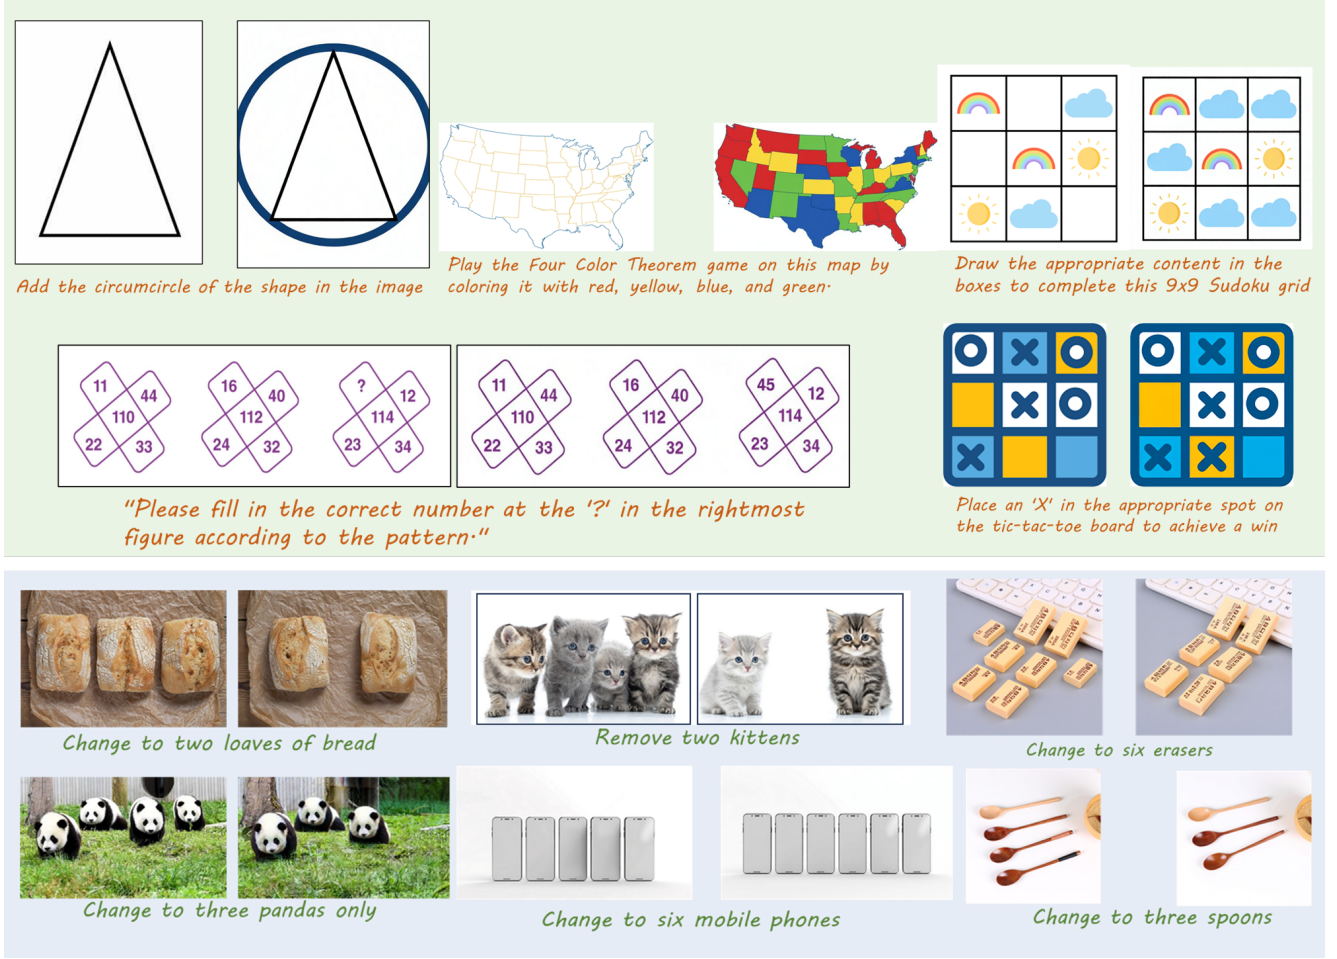 Add the circumcircle of the shape in the image
Play the Four Color Theorem game on this map by
coloring it with red, yellow, blue, and green.
Draw the appropriate content in the
boxes to complete this 9x9 Sudoku grid
11
44
110
22
33
16
40
112
24
32
?
12
114
23
34
11
44
110
22
33
16
40
112
24
32
45
12
114
23
34
"Please fill in the correct number at the '?' in the rightmost
figure according to the pattern."
O X O
X O
X
O X O
X O
X X
Place an 'X' in the appropriate spot on
the tic-tac-toe board to achieve a win
Change to two loaves of bread
Remove two kittens
Change to six erasers
Change to three pandas only
Change to six mobile phones
Change to three spoons